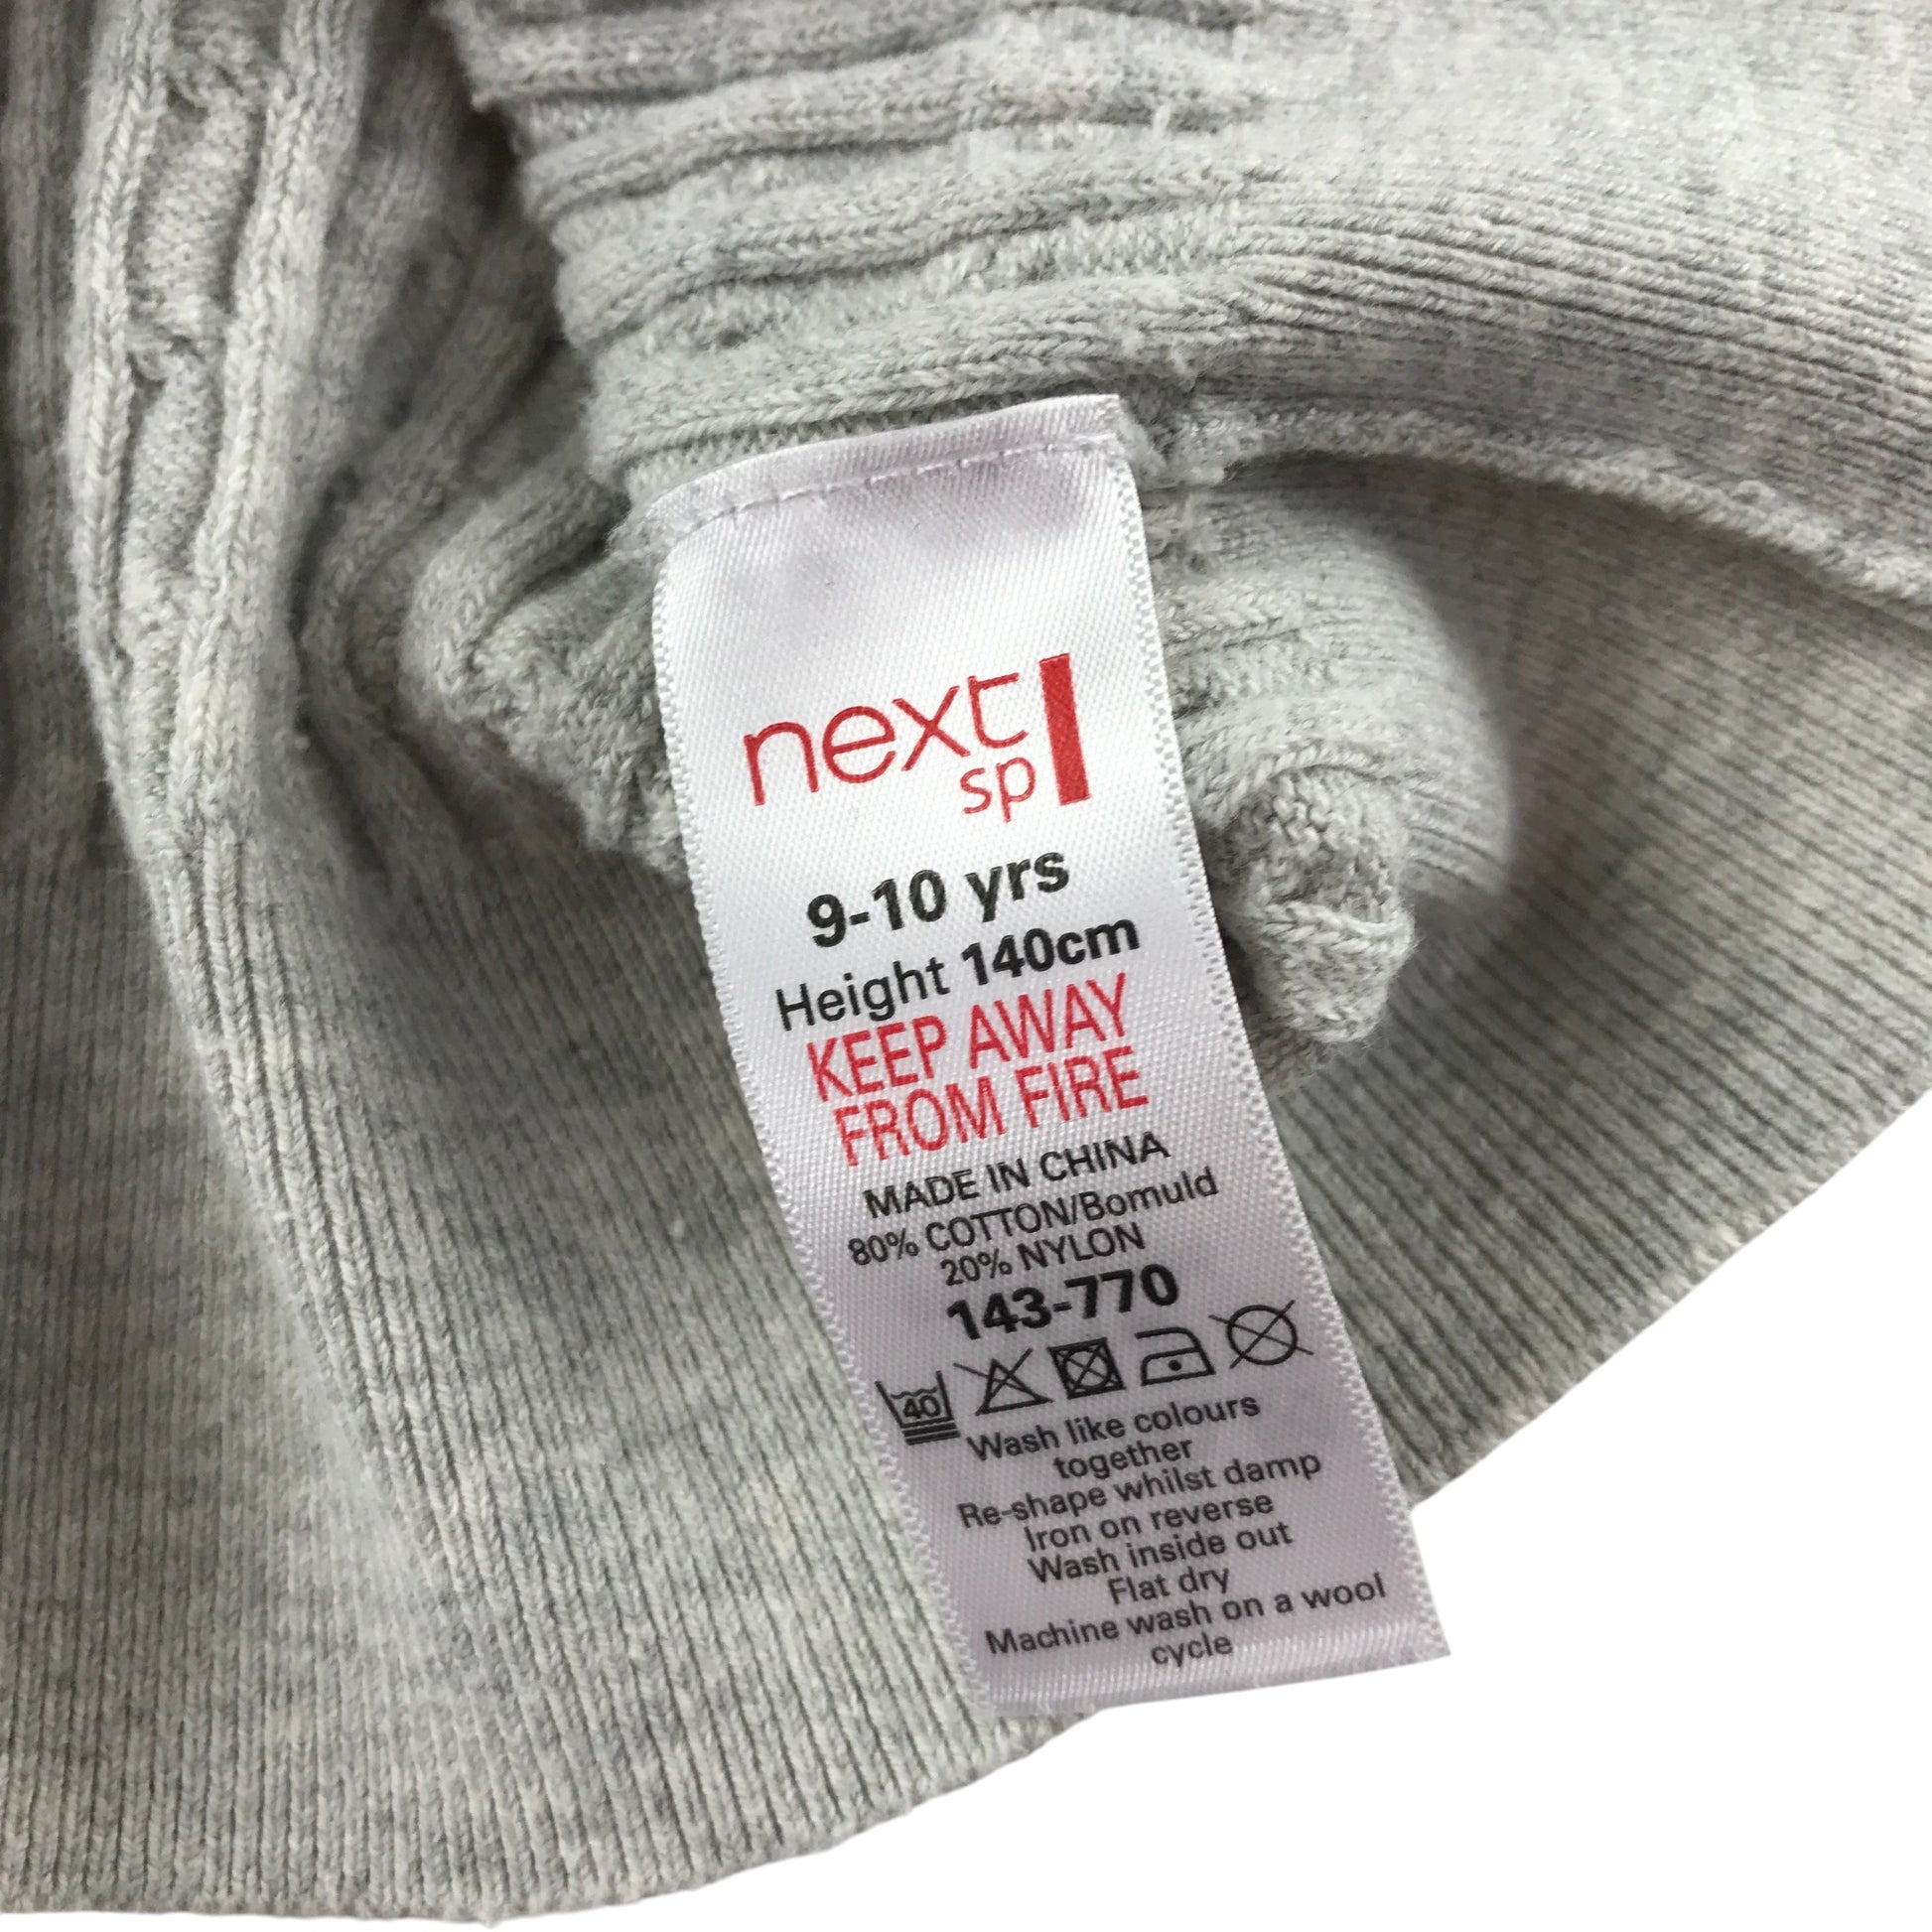 next
sp
9-10 yrs
Height 140cm
KEEP AWAY
FROM FIRE
MADE IN CHINA
80% COTTON/Bomuld
20% NYLON
143-770
40
Wash like colours
together
Re-shape whilst damp
Iron on reverse
Wash inside out
Flat dry
Machine wash on a wool
cycle